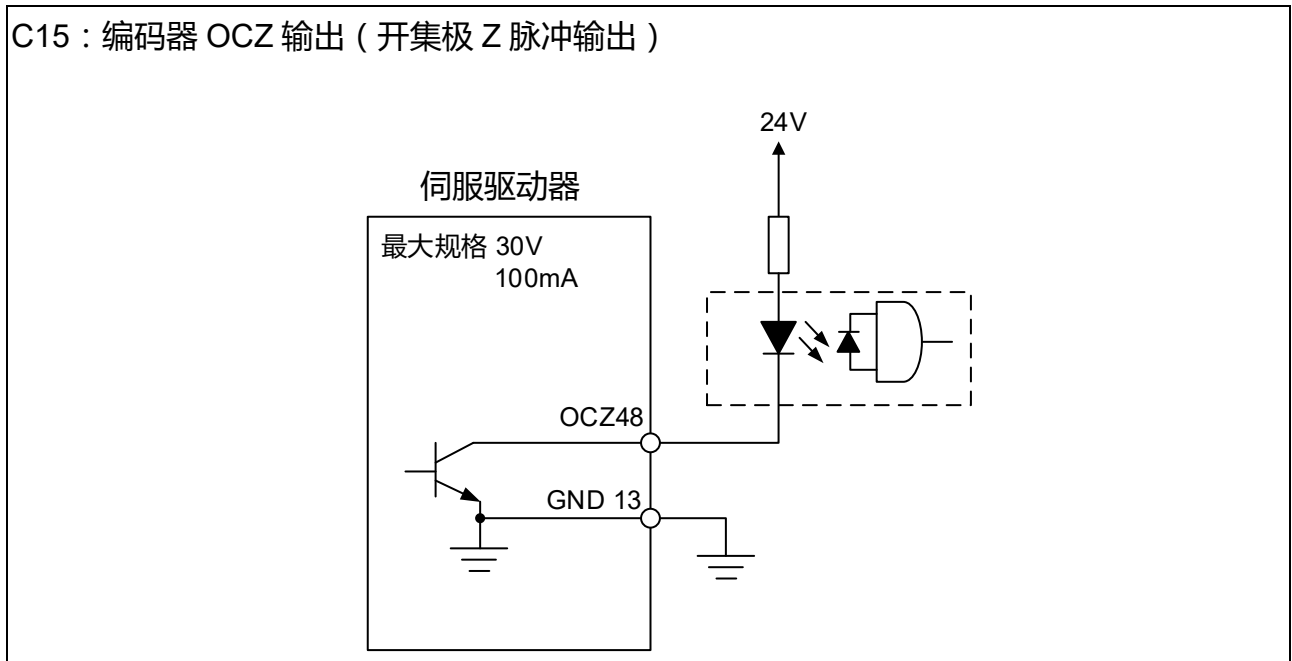 C15：编码器 OCZ 输出（开集极 Z 脉冲输出）
24V
伺服驱动器
最大规格 30V
100mA
OCZ48
GND 13